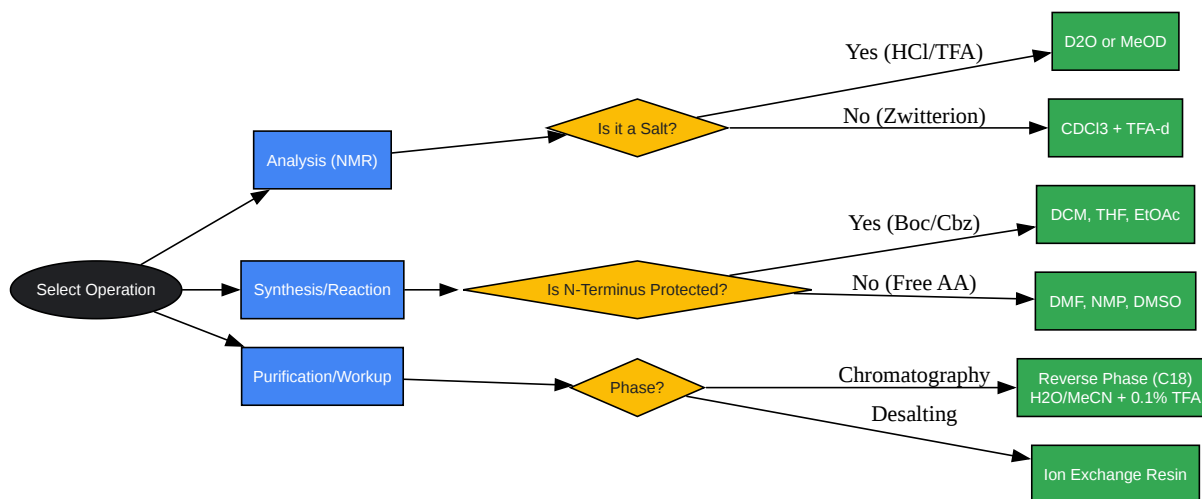 Select Operation
Analysis (NMR)
Synthesis/Reaction
Purification/Workup
Is it a Salt?
Is N-Terminus Protected?
Phase?
Yes (HCl/TFA)
No (Zwitterion)
Yes (Boc/Cbz)
No (Free AA)
Chromatography
Desalting
D2O or MeOD
CDCl3 + TFA-d
DCM, THF, EtOAc
DMF, NMP, DMSO
Reverse Phase (C18)
H2O/MeCN + 0.1% TFA
Ion Exchange Resin